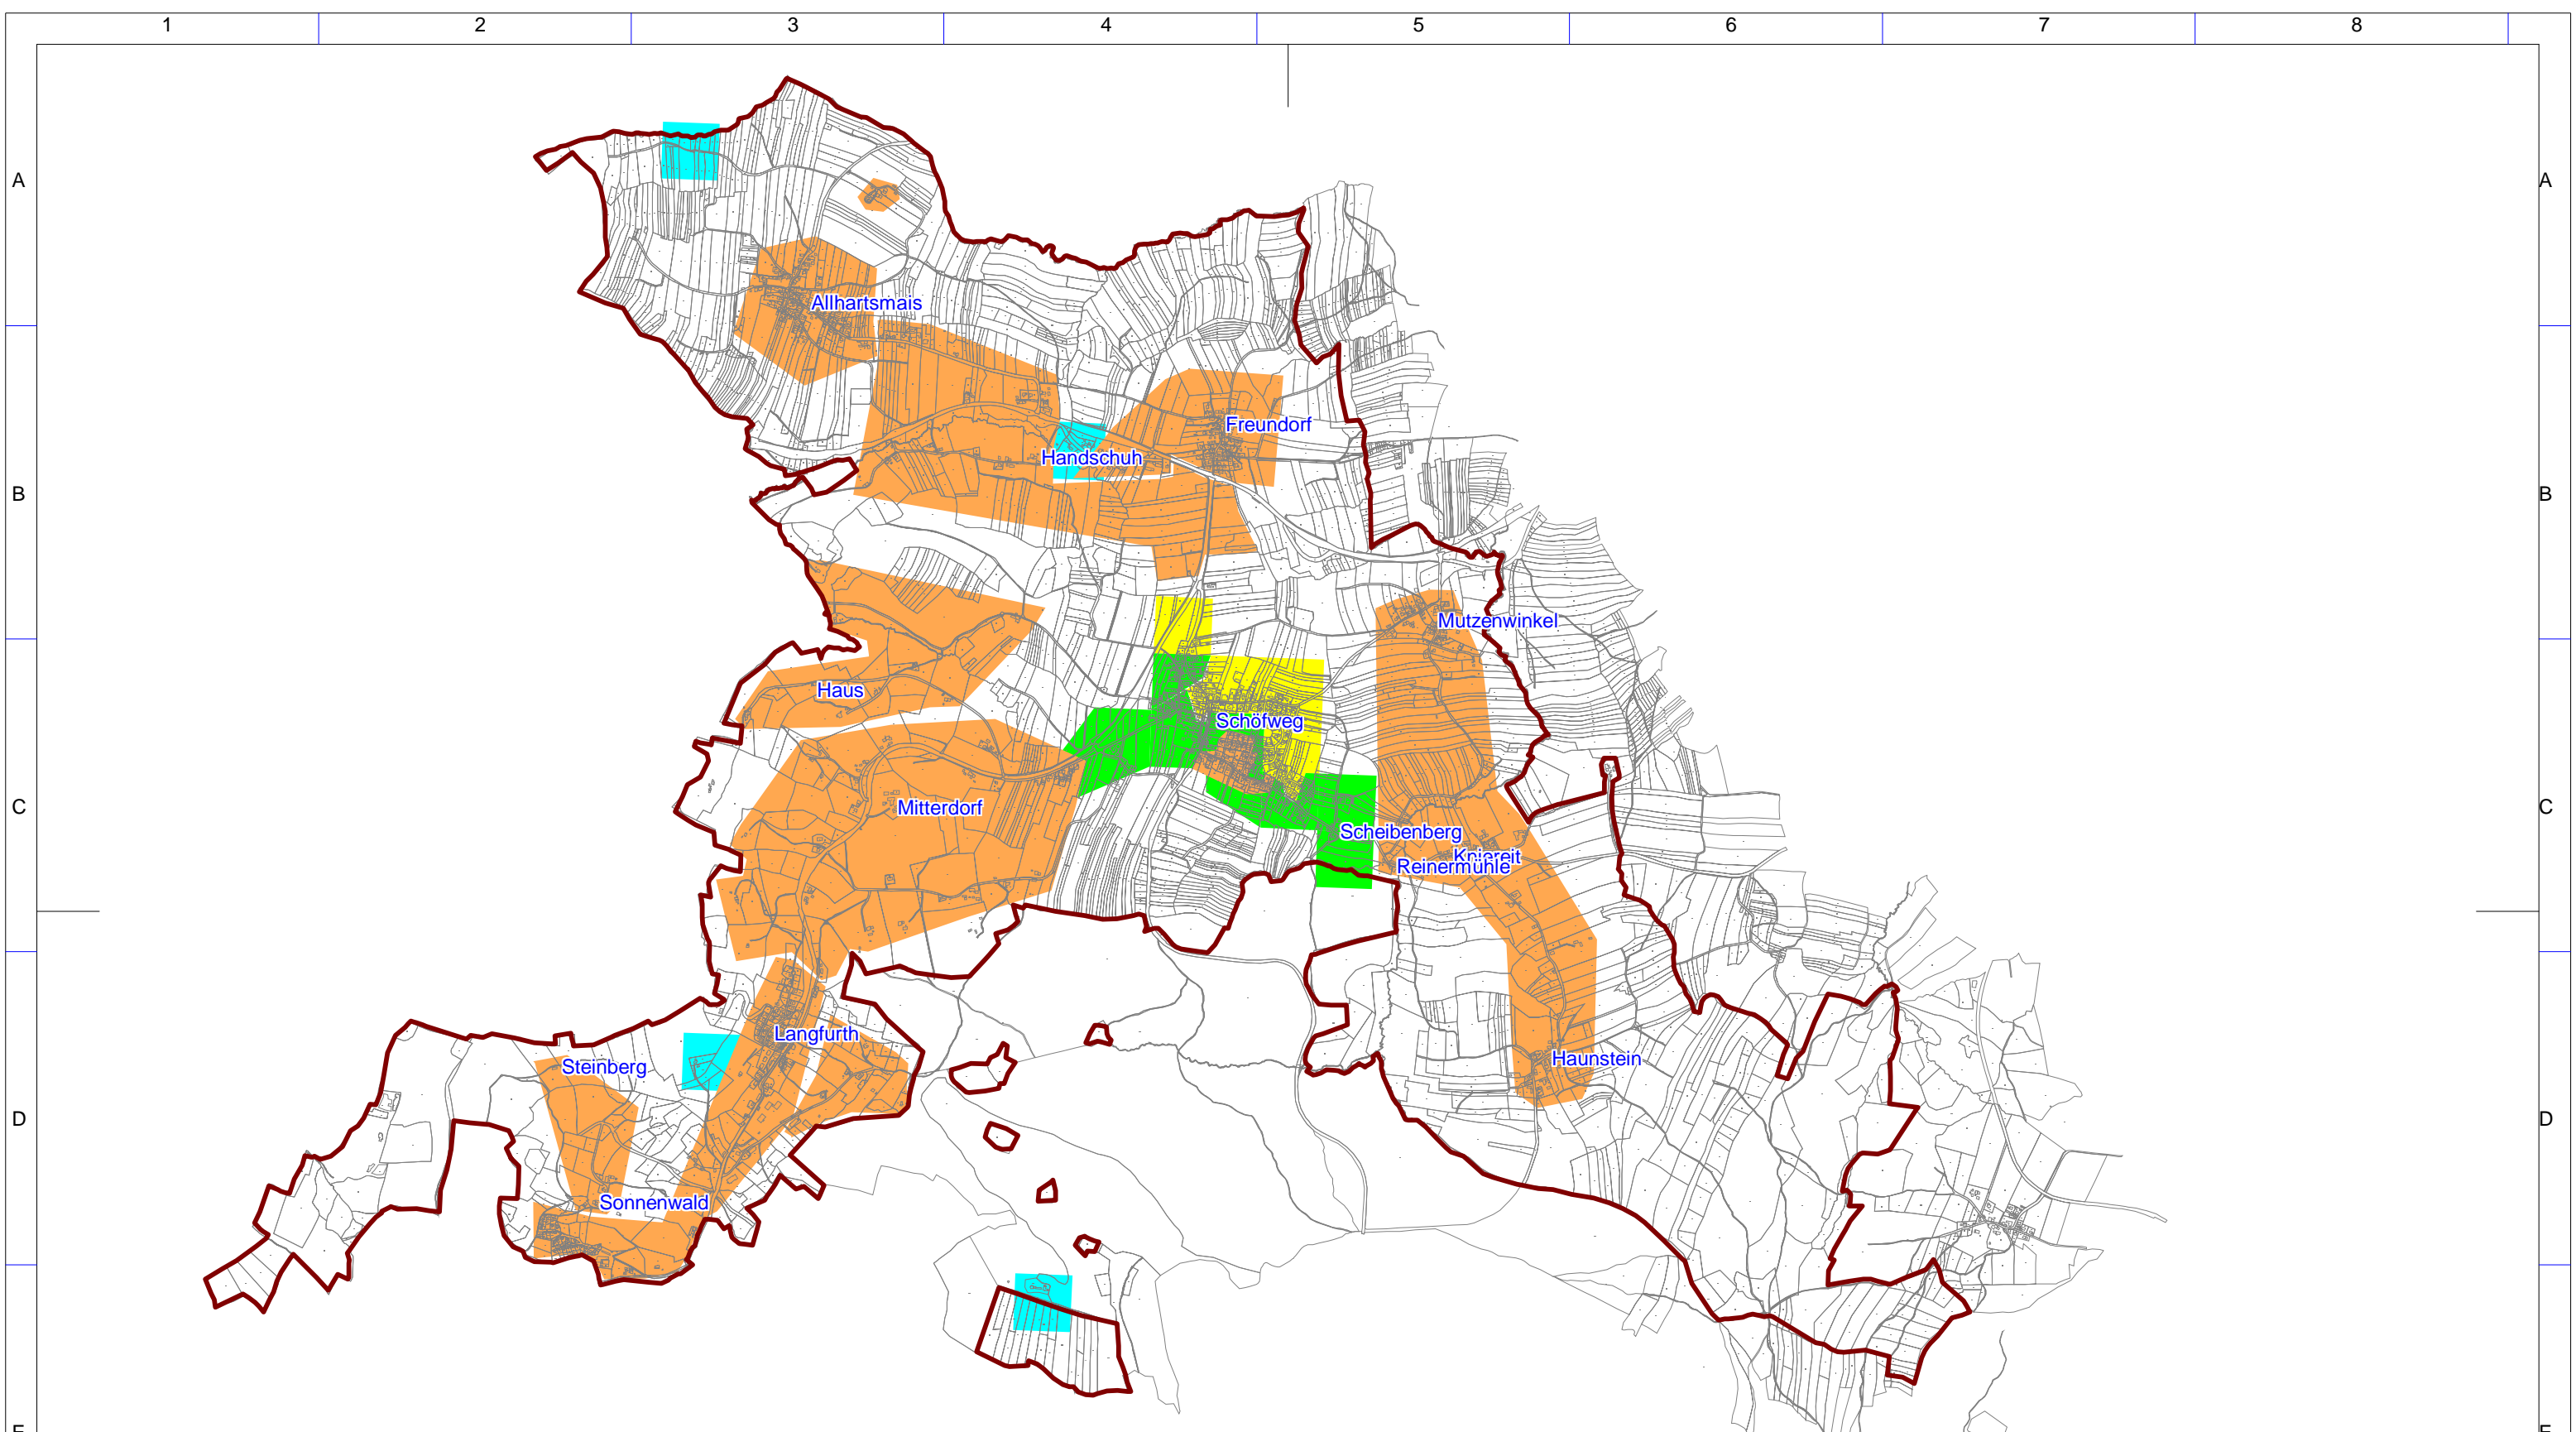 1 2 3 4 5 6 7 8
A A
Allhartsmais
Freundorf
Handschuh
B B
Mutzenwinkel
Haus
Schöfweg
Mitterdorf
C C
Scheibenberg
Reinermühle
Langfurth
Haunstein
Steinberg
D D
Sonnenwald